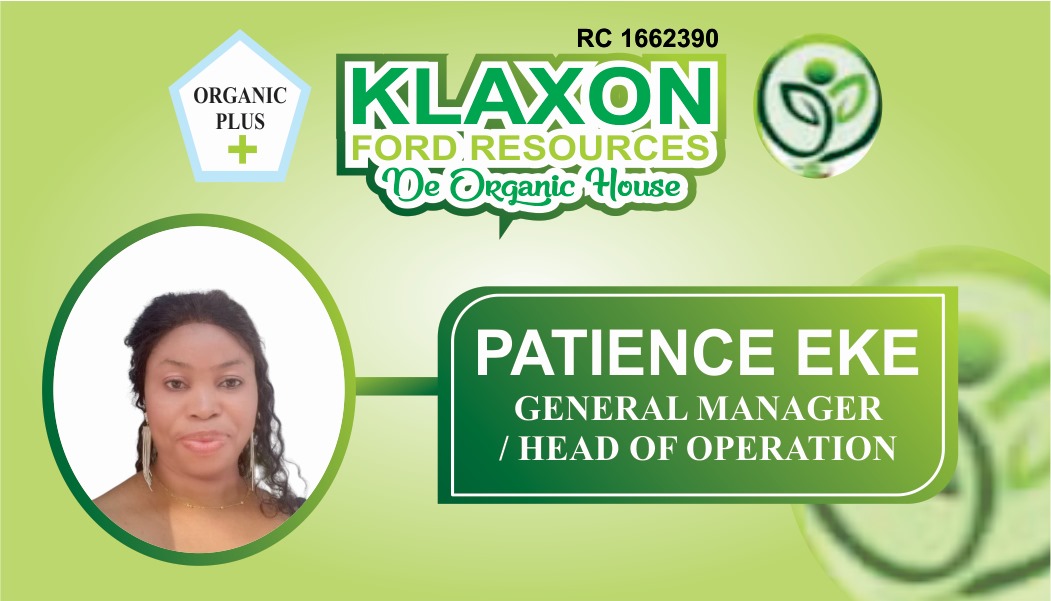 RC 1662390
ORGANIC
PLUS
+
KLAXON
FORD RESOURCES
De Organic House
PATIENCE EKE
GENERAL MANAGER
/ HEAD OF OPERATION